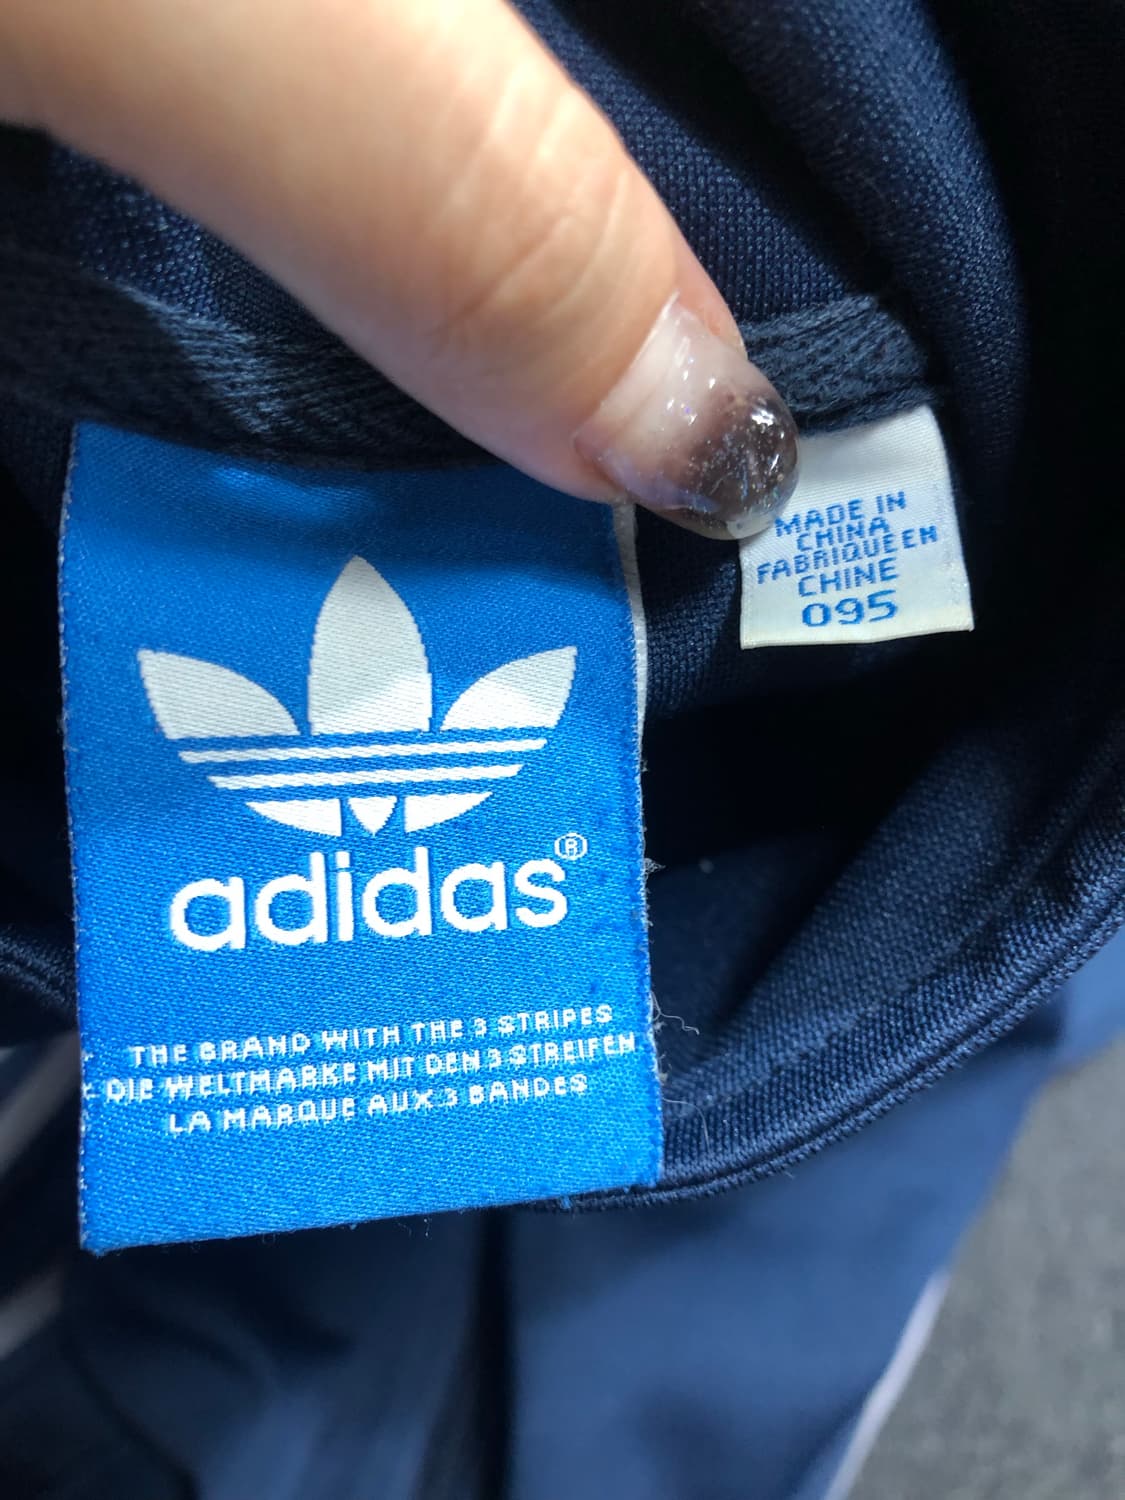 adidas®
THE BRAND WITH THE 3 STRIPES
DIE WELTMARKE MIT DEN 3 STREIFEN
LA MARQUE AUX 3 BANDES
MADE IN
CHINA
FABRIQUE EN
CHINE
095